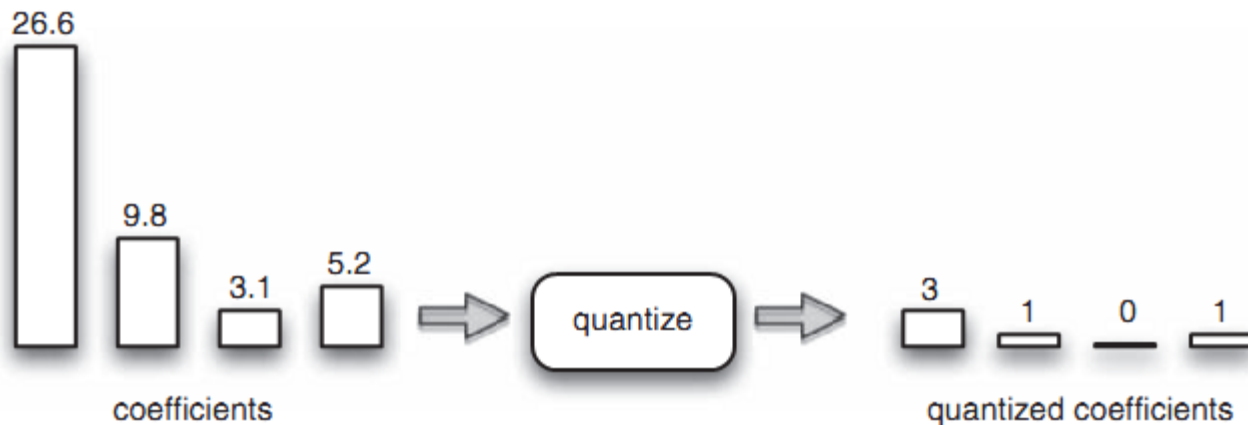 26.6
9.8
3.1
5.2
quantize
3
1
0
1
coefficients
quantized coefficients